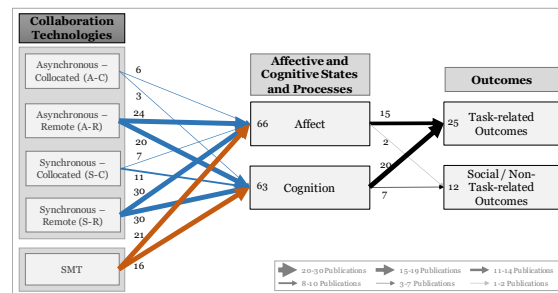 Collaboration
Technologies
Affective and
Cognitive States
and Processes
Outcomes
Asynchronous –
Collocated (A-C)
Asynchronous –
Remote (A-R)
Synchronous –
Collocated (S-C)
Synchronous –
Remote (S-R)
SMT
6
3
24
20
7
11
30
30
21
16
66
Affect
63
Cognition
15
2
20
7
25
Task-related
Outcomes
12
Social / Non-
Task-related
Outcomes
20-30 Publications
15-19 Publications
11-14 Publications
8-10 Publications
3-7 Publications
1-2 Publications